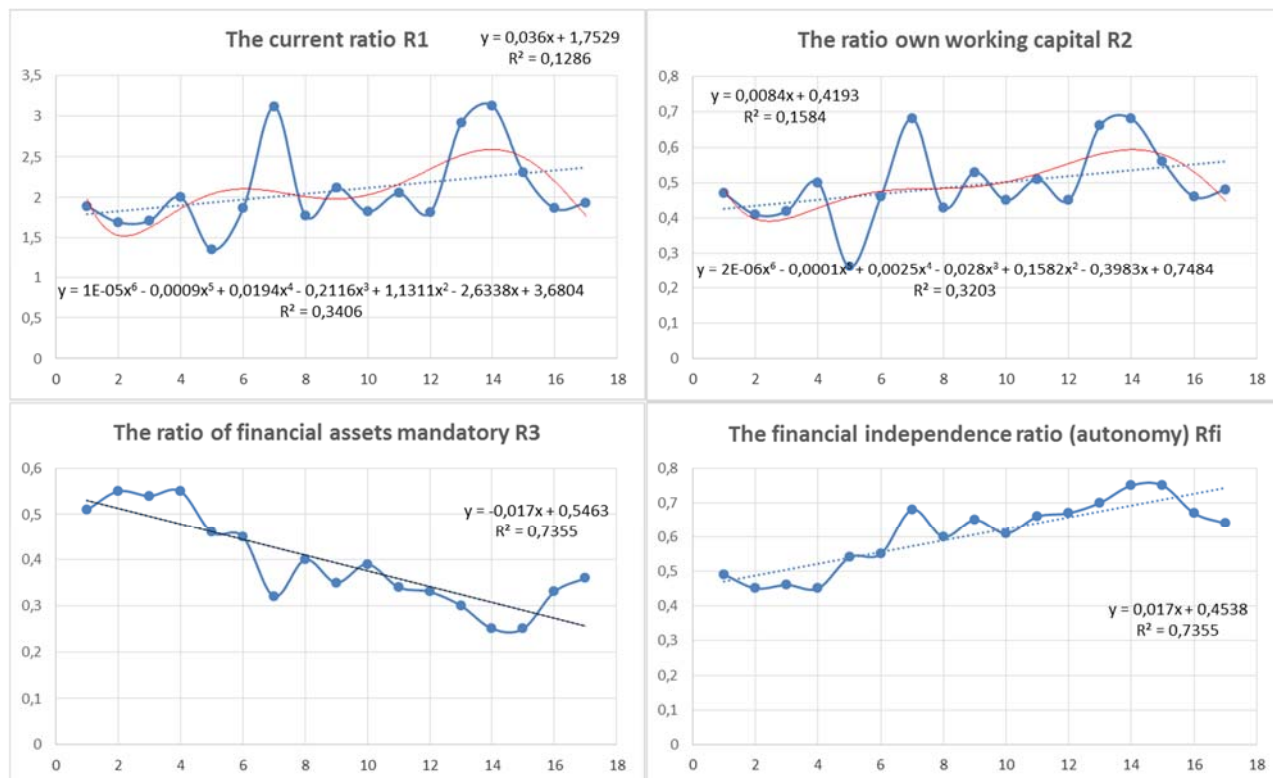 The current ratio R1
y = 0,036x + 1,7529
R² = 0,1286
3,5
3
2,5
2
1,5
1
0,5
0
y = 1E-05x⁶ - 0,0009x⁵ + 0,0194x⁴ - 0,2116x³ + 1,1311x² - 2,6338x + 3,6804
R² = 0,3406
0 2 4 6 8 10 12 14 16 18
The ratio own working capital R2
y = 0,0084x + 0,4193
R² = 0,1584
0,8
0,7
0,6
0,5
0,4
0,3
0,2
0,1
0
y = 2E-06x⁶ - 0,0001x⁵ + 0,0025x⁴ - 0,028x³ + 0,1582x² - 0,3983x + 0,7484
R² = 0,3203
0 2 4 6 8 10 12 14 16 18
The ratio of financial assets mandatory R3
0,6
0,5
0,4
0,3
0,2
0,1
0
y = -0,017x + 0,5463
R² = 0,7355
0 2 4 6 8 10 12 14 16 18
The financial independence ratio (autonomy) Rfi
0,8
0,7
0,6
0,5
0,4
0,3
0,2
0,1
0
y = 0,017x + 0,4538
R² = 0,7355
0 2 4 6 8 10 12 14 16 18